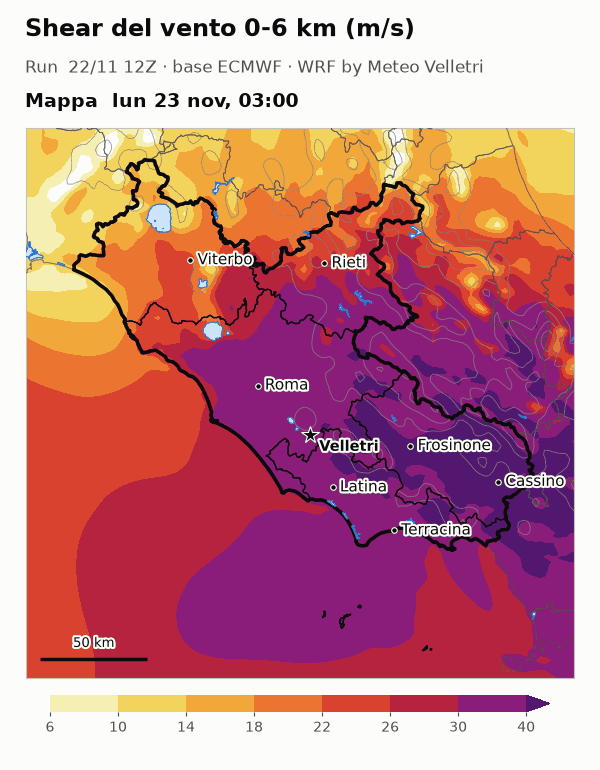 Shear del vento 0-6 km (m/s)
Run  22/11 12Z · base ECMWF · WRF by Meteo Velletri
Mappa  lun 23 nov, 03:00
Viterbo
Rieti
Roma
Velletri
Frosinone
Latina
Cassino
Terracina
50 km
6 10 14 18 22 26 30 40